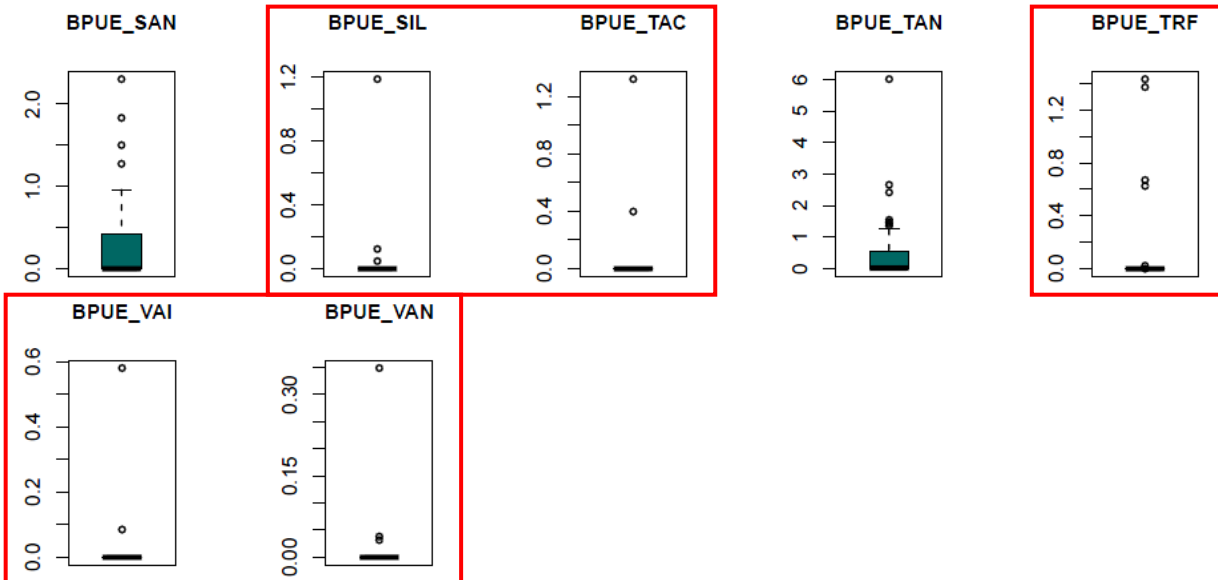 BPUE_SAN BPUE_SIL BPUE_TAC BPUE_TAN BPUE_TRF
0.0 1.0 2.0
0.0 0.4 0.8 1.2
0.0 0.4 0.8 1.2
0 1 2 3 4 5 6
0.0 0.4 0.8 1.2
BPUE_VAI BPUE_VAN
0.0 0.2 0.4 0.6
0.00 0.15 0.30